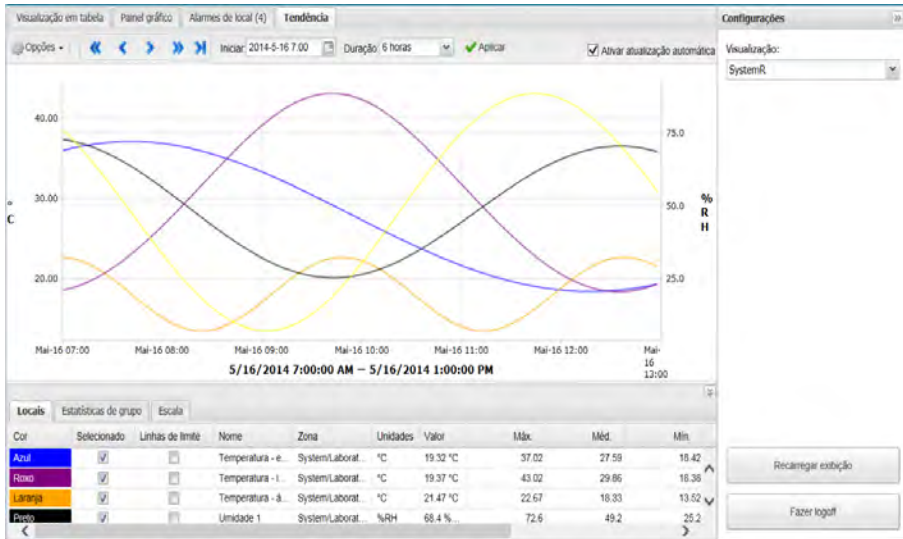 Visualização em tabela Painel gráfico Alarmes de local (4) Tendência
Configurações
Opções Iniciar 2014-5-16 7:00 Duração 6 horas Aplicar Ativar atualização automática
Visualização:
SystemR
40.00
75.0
30.00
50.0
° C
% R H
20.00
25.0
Mai-16 07:00 Mai-16 08:00 Mai-16 09:00 Mai-16 10:00 Mai-16 11:00 Mai-16 12:00 Mai-16 13:00
5/16/2014 7:00:00 AM — 5/16/2014 1:00:00 PM
Locais Estatísticas de grupo Escala
Cor Selecionado Linhas de limite Nome Zona Unidades Valor Máx. Méd. Mín.
Azul Temperatura - e... System/Laborat... °C 19.32 °C 37.02 27.59 18.42
Roxo Temperatura - i... System/Laborat... °C 19.37 °C 43.02 29.86 18.38
Laranja Temperatura - â... System/Laborat... °C 21.47 °C 22.67 18.33 13.52
Preto Umidade 1 System/Laborat... %RH 68.4 %... 72.6 49.2 25.2
Recarregar exibição
Fazer logoff